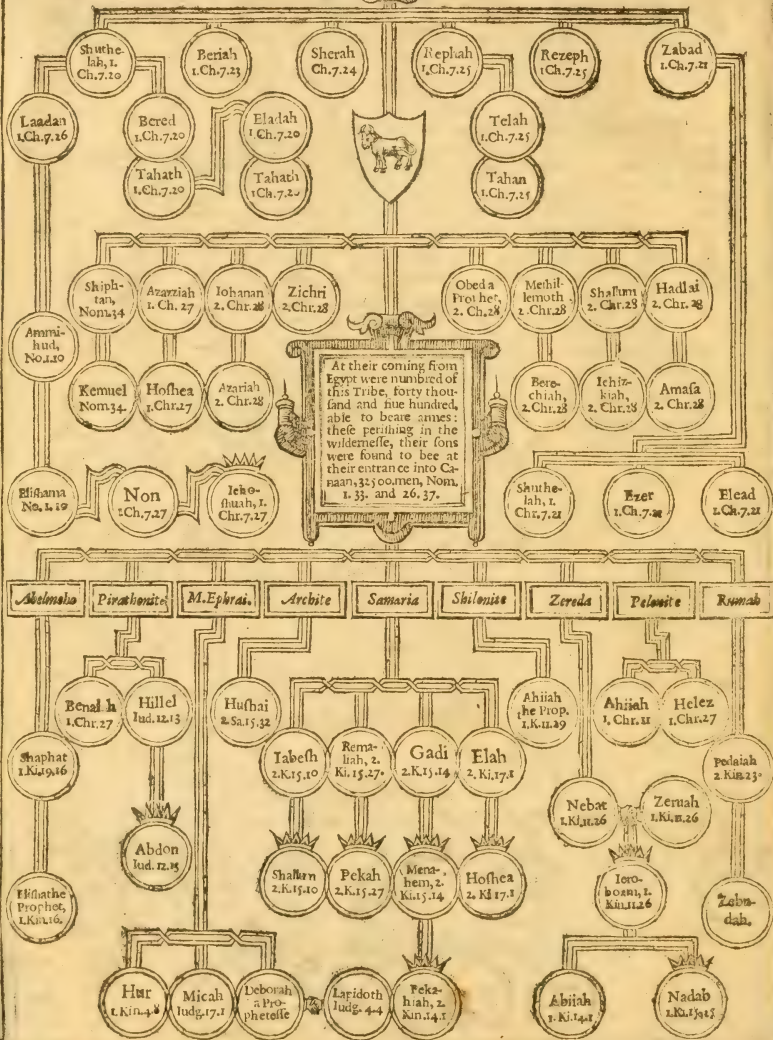 Shuthe-
lah, 1.
Ch.7.20
Beriah
1.Ch.7.23
Sherah
Ch.7.24
Rephah
1.Ch.7.25
Rezeph
1Ch.7.25
Zabad
1.Ch.7.21
Laadan
1.Ch.7.26
Bered
1.Ch.7.20
Eladah
1.Ch.7.20
Telah
1.Ch.7.25
Tahath
1.Ch.7.20
Tahath
1Ch.7.20
Tahan
1.Ch.7.25
Shiph-
tan,
Nom.34
Azarziah
1. Ch. 27
Iohanan
2. Chr.28
Zichri
2.Chr.28
Obed a
Prophet,
2. Ch.28
Meshil-
lemoth
2.Chr.28
Shallum
2. Chr.28
Hadlai
2. Chr. 28
Ammi-
hud,
No.1.10
Kemuel
Nom.34.
Hoſhea
1.Chr.27
Azariah
2. Chr.28
At their coming from
Egypt were numbred of
this Tribe, forty thou-
ſand and fiue hundred,
able to beare armes:
theſe periſhing in the
wilderneſſe, their ſons
were found to bee at
their entrance into Ca-
naan, 32500.men, Nom,
1. 33. and 26. 37.
Bere-
chiah,
2.Chr.28
Iehiz-
kiah,
2.Chr.28
Amaſa
2. Chr.28
Eliſhama
No. 1. 10
Non
1Ch.7.27
Ieho-
ſhuah, 1.
Chr.7.27
Shuthe-
lah, 1.
Chr.7.21
Ezer
1.Ch.7.21
Elead
1.Ch.7.21
Abelmeho
Pirathonite
M.Ephrai.
Archite
Samaria
Shilonite
Zereda
Pelonite
Rumah
Benaiah
1.Chr.27
Hillel
Iud.12.13
Huſhai
2.Sa.15.32
Ahiiah
the Prop.
1.K.11.29
Ahiiah
1. Chr.11
Helez
1.Chr.27
Shaphat
1.Ki.19.16
Iabeſh
2.K.15.10
Rema-
liah, 2.
Ki.15.27.
Gadi
2.K.15.14
Elah
2. Ki.17.1
Pedaiah
2 Kin.23.
Nebat
1.Ki.11.26
Zeruah
1.Ki.11.26
Abdon
Iud.12.15
Shallum
2.K.15.10
Pekah
2.K.15.27
Mena-
hem, 2.
Ki.15.14
Hoſhea
2. Ki 17.1
Iero-
boam, 1.
Kin.11.26
Eliſha the
Prophet,
1.Kin.16.
Zebu-
dah.
Hur
1.Kin.4.8
Micah
Iudg.17.1
Deborah
a Pro-
pheteſſe
Lapidoth
Iudg. 4.4
Peka-
hiah, 2.
Kin.14.1
Abiiah
1. Ki.14.1
Nadab
1.Ki.15.25